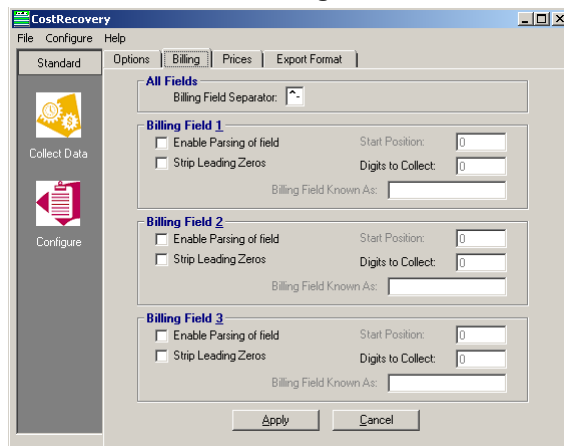 CostRecovery
File Configure Help
Standard
Options Billing Prices Export Format
All Fields
Billing Field Separator: ^-
Collect Data
Configure
Billing Field 1
Enable Parsing of field Start Position: 0
Strip Leading Zeros Digits to Collect: 0
Billing Field Known As:
Billing Field 2
Enable Parsing of field Start Position: 0
Strip Leading Zeros Digits to Collect: 0
Billing Field Known As:
Billing Field 3
Enable Parsing of field Start Position: 0
Strip Leading Zeros Digits to Collect: 0
Billing Field Known As:
Apply Cancel